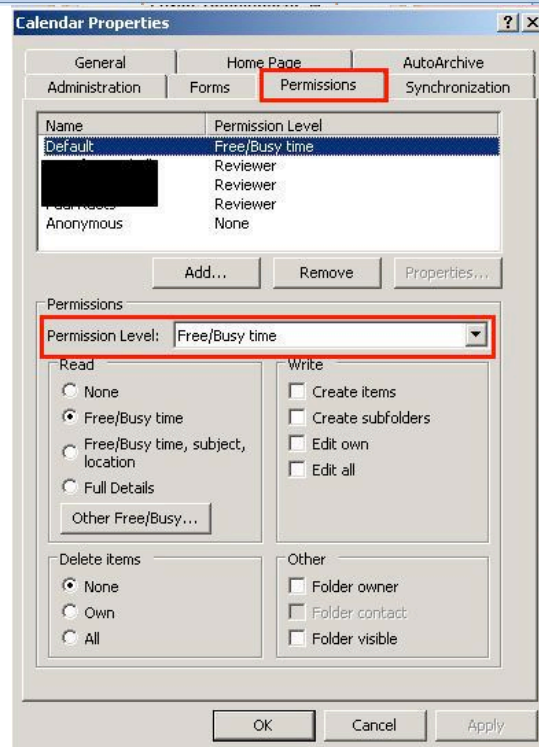 Calendar Properties
General Home Page AutoArchive
Administration Forms Permissions Synchronization
Name Permission Level
Default Free/Busy time
Reviewer
Reviewer
Reviewer
Anonymous None
Add... Remove Properties...
Permissions
Permission Level: Free/Busy time
Read
None
Free/Busy time
Free/Busy time, subject,
location
Full Details
Other Free/Busy...
Write
Create items
Create subfolders
Edit own
Edit all
Delete items
None
Own
All
Other
Folder owner
Folder contact
Folder visible
OK Cancel Apply